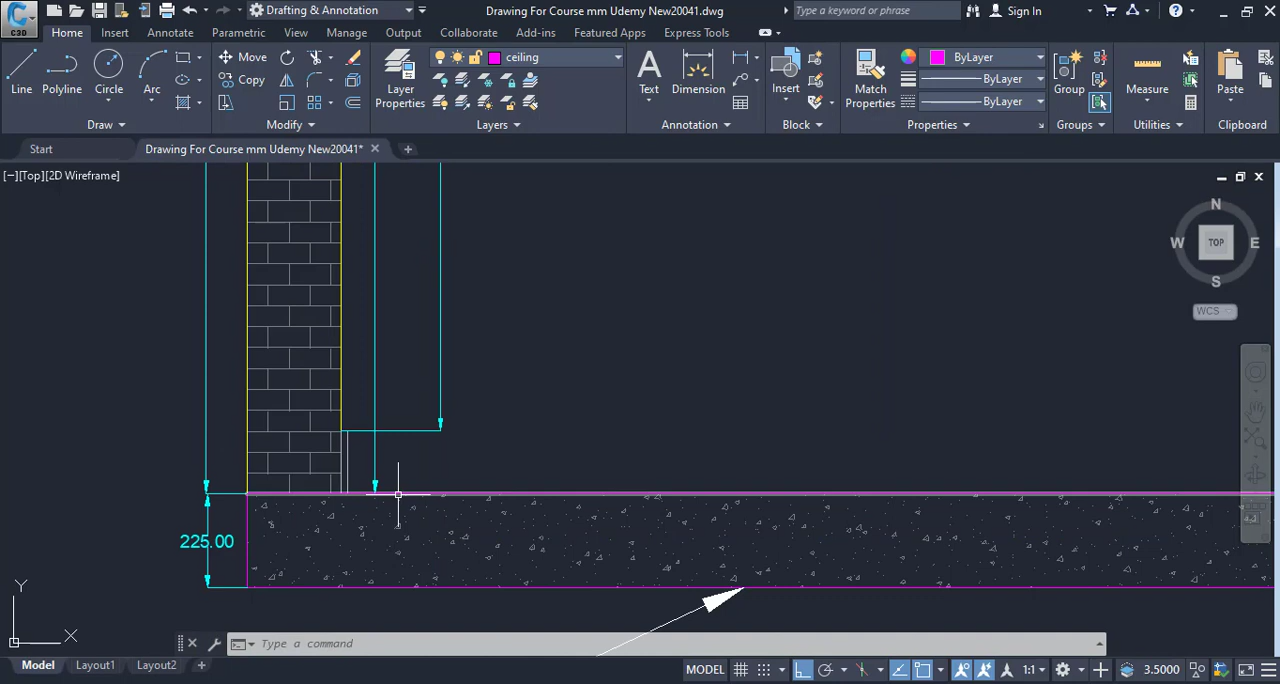 C3D
Drafting & Annotation
Drawing For Course mm Udemy New20041.dwg
Type a keyword or phrase
Sign In
Home
Insert
Annotate
Parametric
View
Manage
Output
Collaborate
Add-ins
Featured Apps
Express Tools
Line
Polyline
Circle
Arc
Draw
Move
Copy
Modify
Layer
Properties
ceiling
Layers
Text
Dimension
Annotation
Insert
Block
Match
Properties
ByLayer
ByLayer
ByLayer
Properties
Group
Groups
Measure
Utilities
Paste
Clipboard
Start
Drawing For Course mm Udemy New20041*
[−][Top][2D Wireframe]
N
W
TOP
E
S
WCS
225.00
Y
X
Type a command
Model
Layout1
Layout2
MODEL
1:1
3.5000